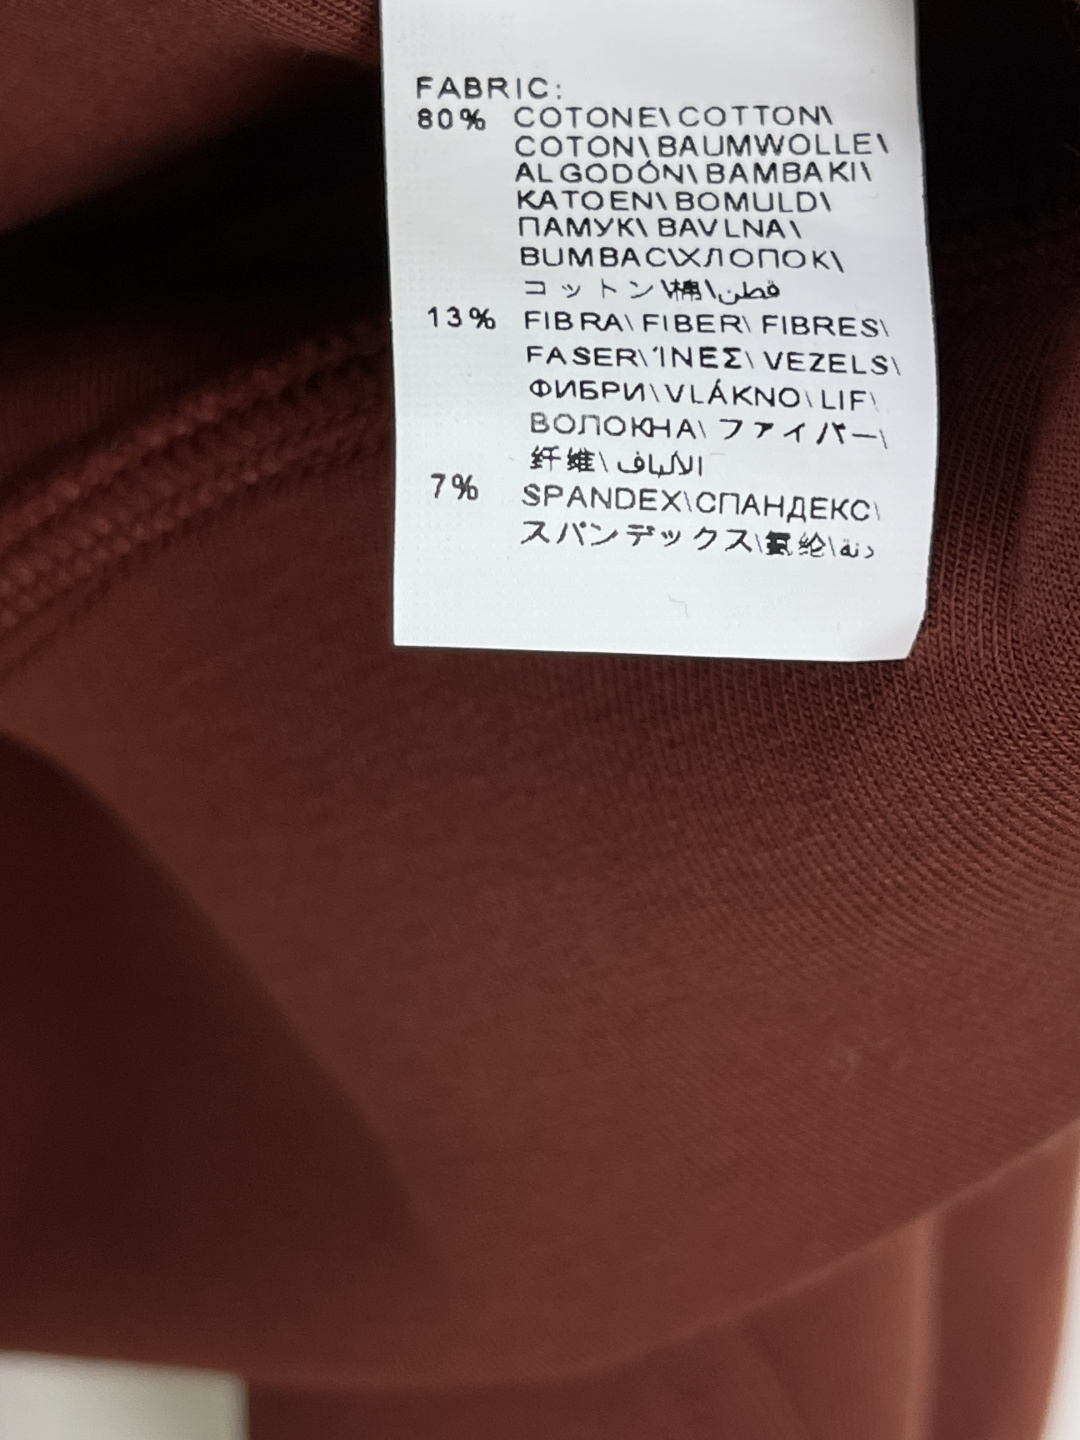 FABRIC:
80% COTONE\COTTON\
COTON\BAUMWOLLE\
ALGODÓN\BAMBAKI\
KATOEN\BOMULD\
ПАМУК\BAVLNA\
BUMBAC\ХЛОПОК\
コットン\棉\قطن
13% FIBRA\FIBER\FIBRES\
FASER\ΊΝΕΣ\VEZELS\
ФИБРИ\VLÁKNO\LIF\
ВОЛОКНА\ファイバー\
纤维\الألياف
7% SPANDEX\СПАНДЕКС\
スパンデックス\氨纶\دنة